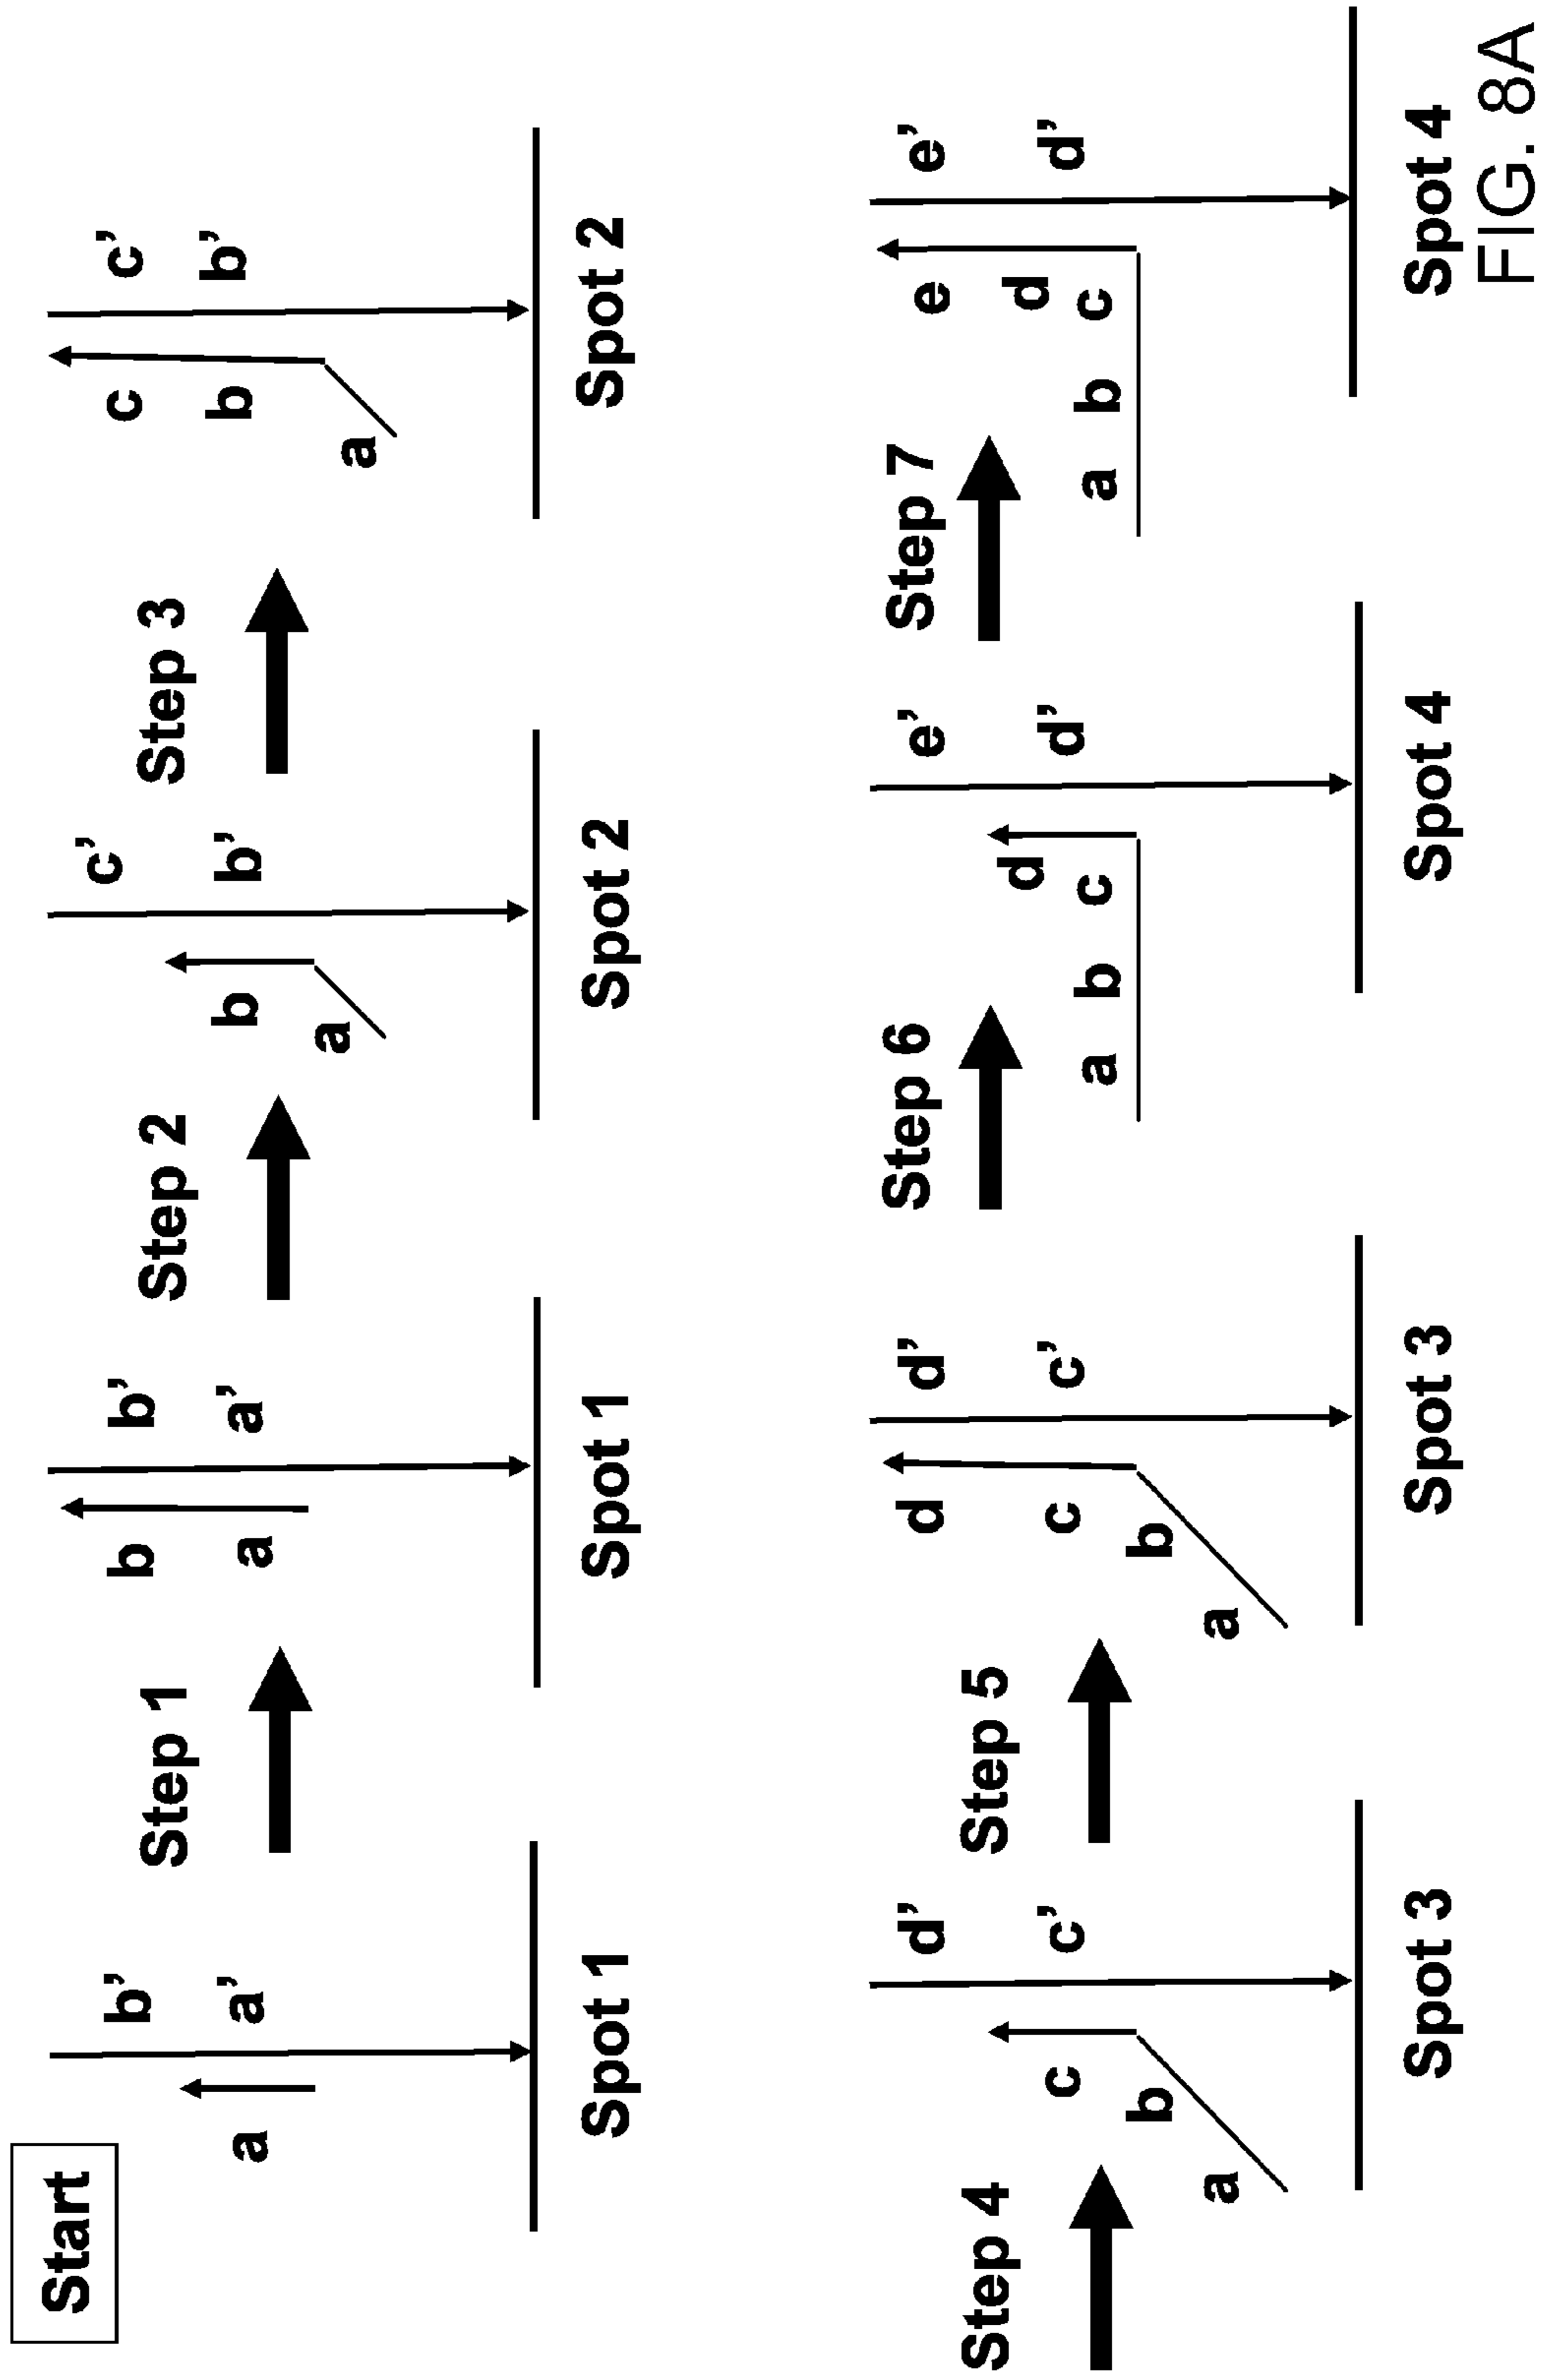 Start
a
b’
a’
Spot 1
Step 1
b
a
b’
a’
Spot 1
Step 2
b
a
c’
b’
Spot 2
Step 3
c
b
a
c’
b’
Spot 2
Step 4
a
b
c
d’
c’
Spot 3
Step 5
d
c
b
a
d’
c’
Spot 3
Step 6
a b c
d
e’
d’
Spot 4
Step 7
a b c
d
e
e’
d’
Spot 4
FIG. 8A